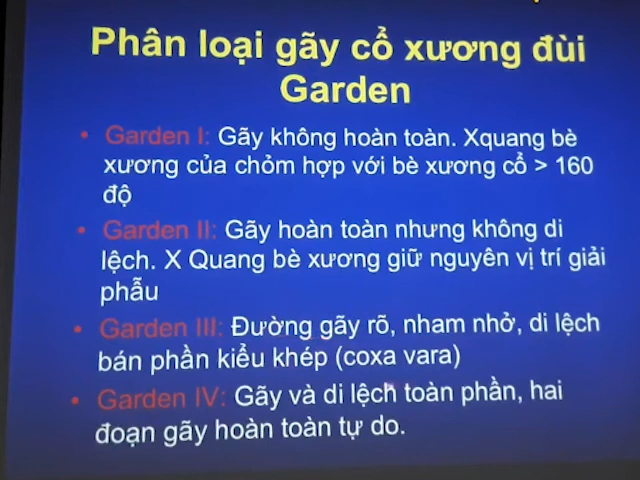 Phân loại gãy cổ xương đùi
Garden
• Garden I: Gãy không hoàn toàn. Xquang bè
xương của chỏm hợp với bè xương cổ > 160
độ
• Garden II: Gãy hoàn toàn nhưng không di
lệch. X Quang bè xương giữ nguyên vị trí giải
phẫu
• Garden III: Đường gãy rõ, nham nhở, di lệch
bán phần kiểu khép (coxa vara)
• Garden IV: Gãy và di lệch toàn phần, hai
đoạn gãy hoàn toàn tự do.